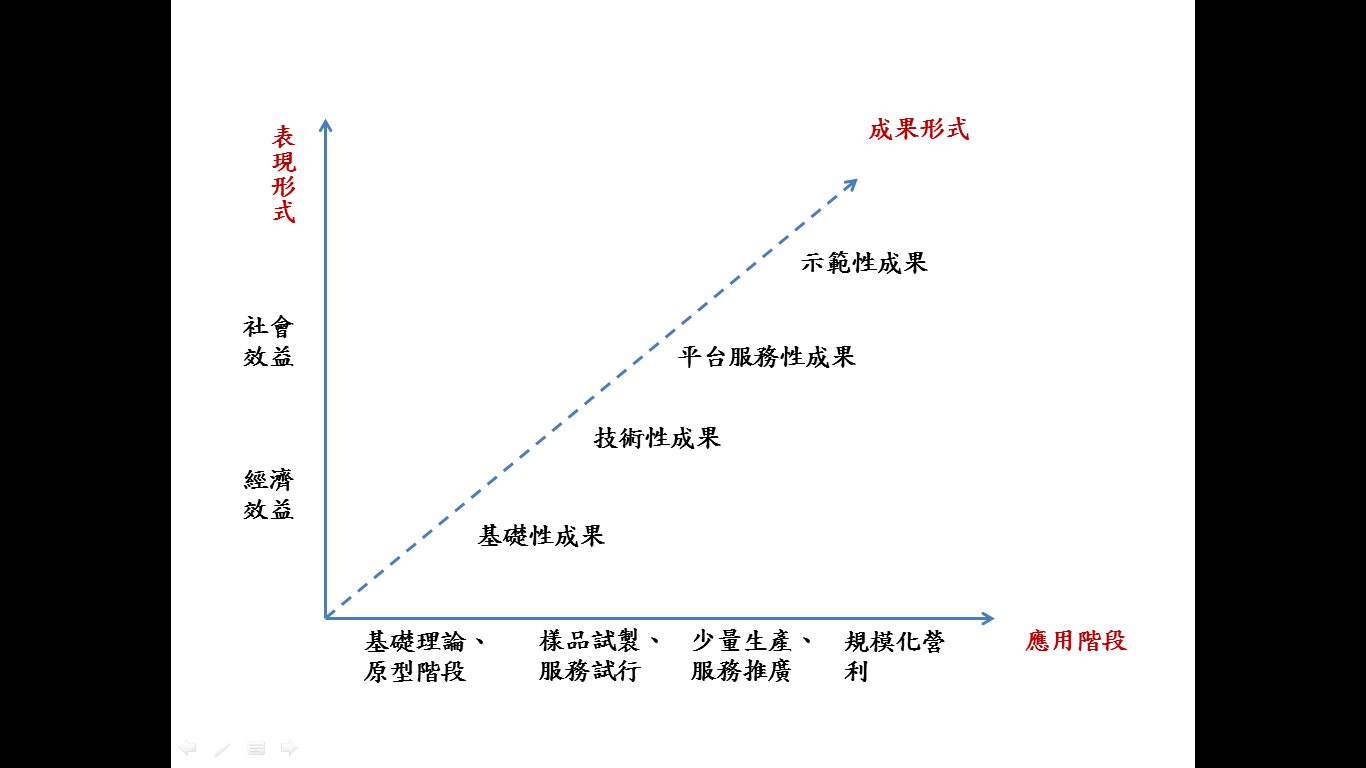 成果形式
表
現
形
式
示範性成果
社會
效益
平台服務性成果
技術性成果
經濟
效益
基礎性成果
基礎理論、
原型階段
樣品試製、
服務試行
少量生產、
服務推廣
規模化營
利
應用階段